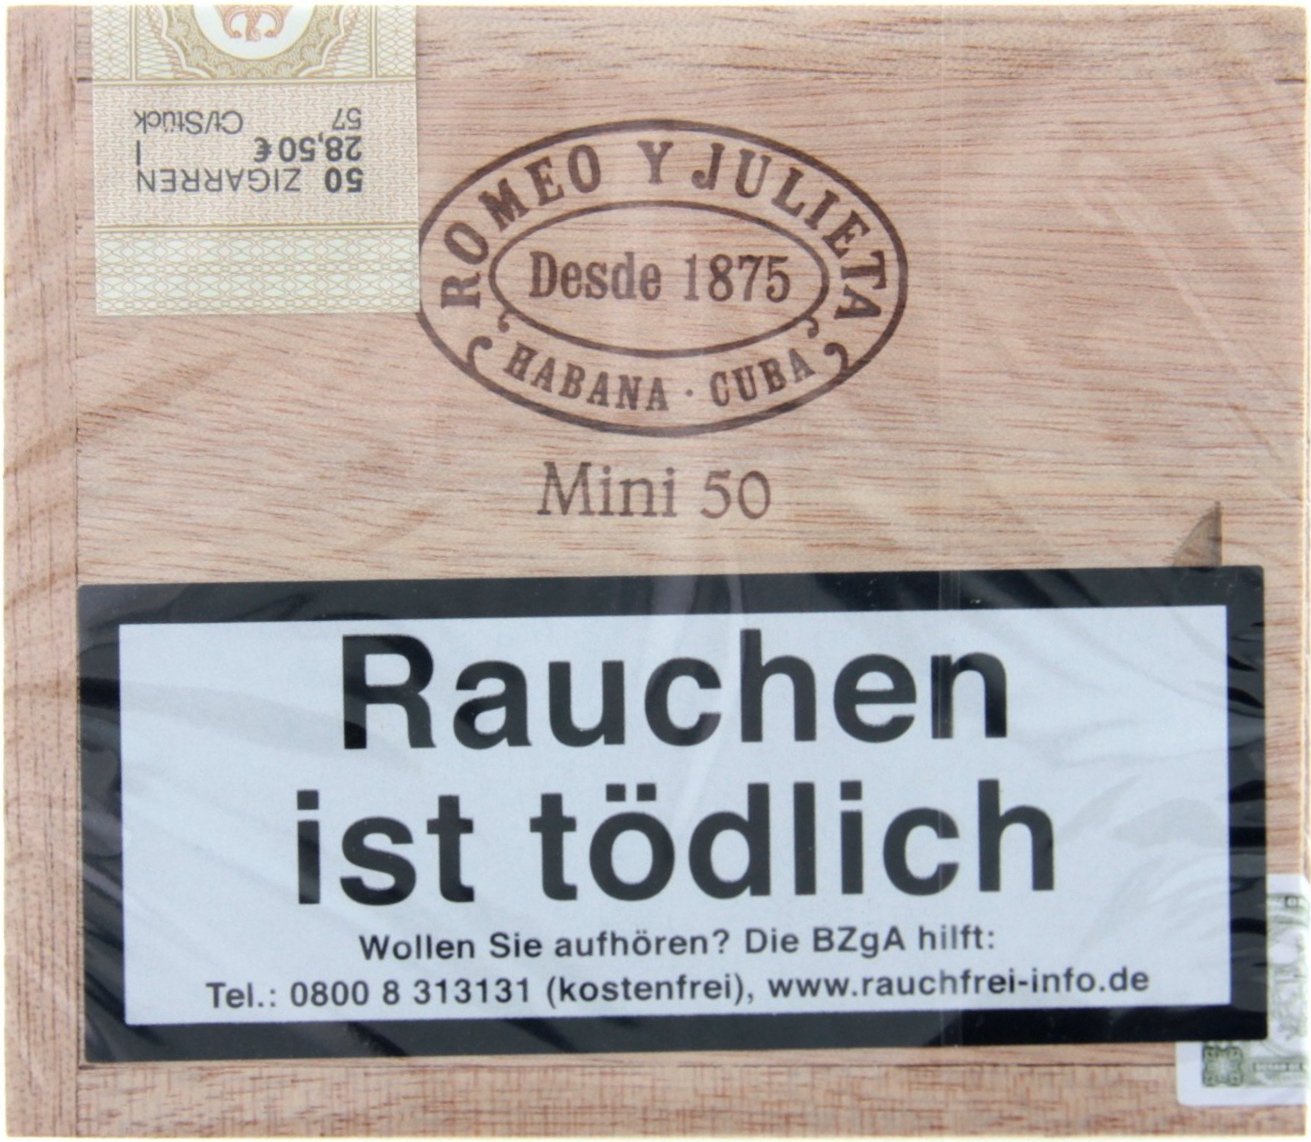 50 ZIGARREN
28,50 € I
57 Ct/Stück
ROMEO Y JULIETA
Desde 1875
HABANA · CUBA
Mini 50
Rauchen
ist tödlich
Wollen Sie aufhören? Die BZgA hilft:
Tel.: 0800 8 313131 (kostenfrei), www.rauchfrei-info.de